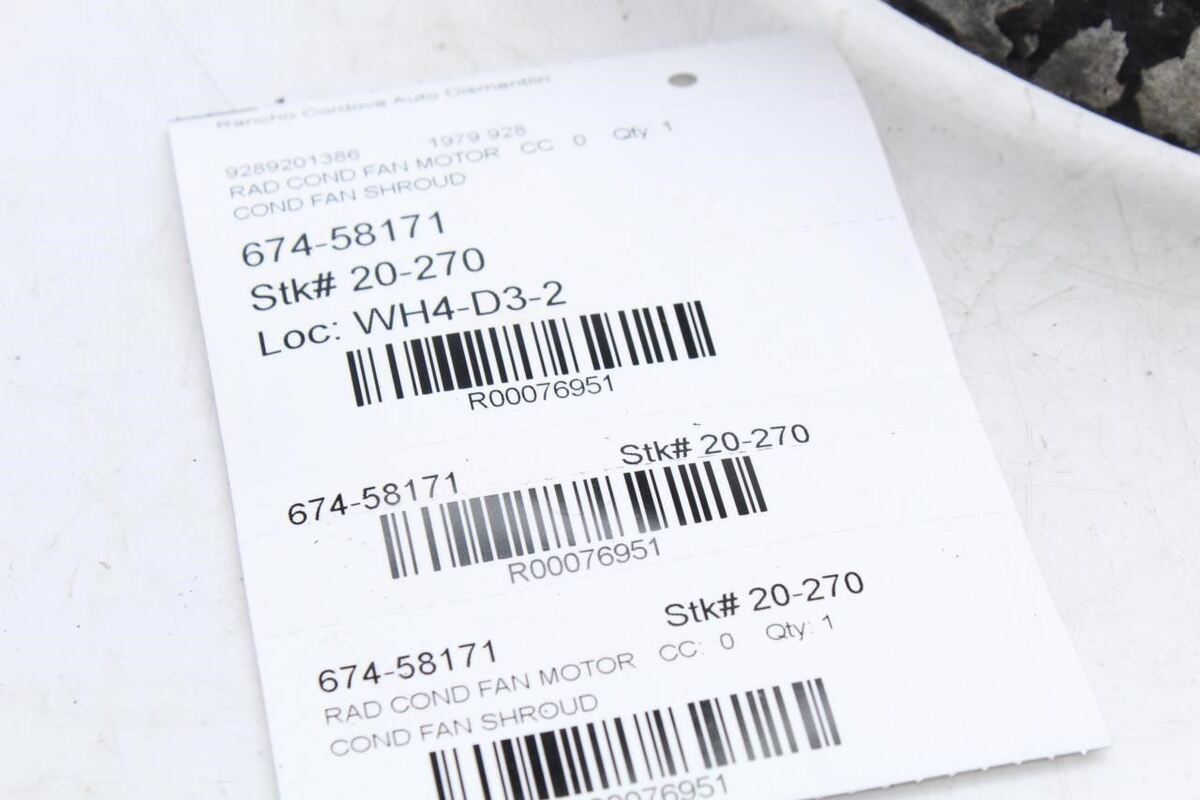 Rancho Cordova Auto Dismantlin
9289201386 1979 928
RAD COND FAN MOTOR CC 0 Qty 1
COND FAN SHROUD
674-58171
Stk# 20-270
Loc: WH4-D3-2
R00076951
674-58171 Stk# 20-270
R00076951
674-58171 Stk# 20-270
RAD COND FAN MOTOR CC: 0 Qty: 1
COND FAN SHROUD